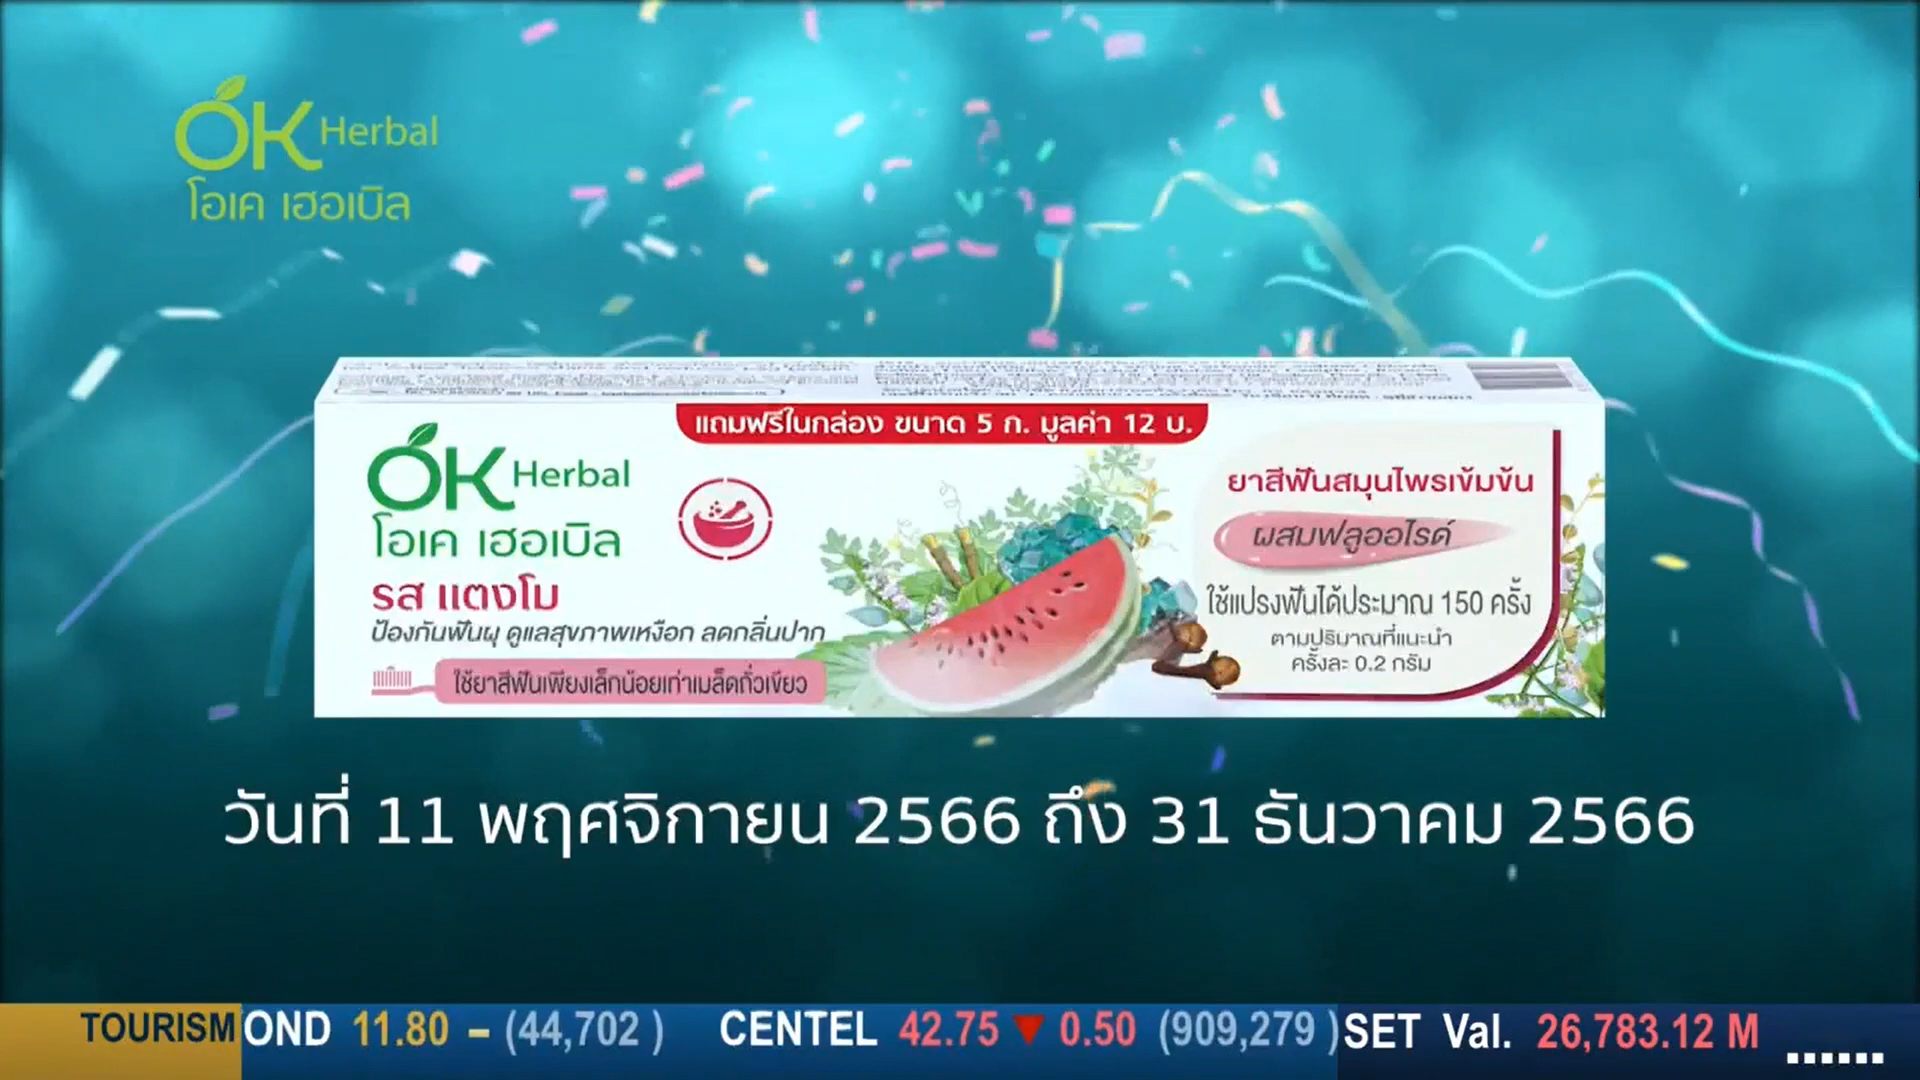 OK Herbal
โอเค เฮอเบิล
แถมฟรีในกล่อง ขนาด 5 ก. มูลค่า 12 บ.
OK Herbal
โอเค เฮอเบิล
รส แตงโม
ป้องกันฟันผุ ดูแลสุขภาพเหงือก ลดกลิ่นปาก
ใช้ยาสีฟันเพียงเล็กน้อยเท่าเมล็ดถั่วเขียว
ยาสีฟันสมุนไพรเข้มข้น
ผสมฟลูออไรด์
ใช้แปรงฟันได้ประมาณ 150 ครั้ง
ตามปริมาณที่แนะนำ
ครั้งละ 0.2 กรัม
วันที่ 11 พฤศจิกายน 2566 ถึง 31 ธันวาคม 2566
TOURISM OND 11.80 – (44,702 ) CENTEL 42.75 ▼ 0.50 (909,279 ) SET Val. 26,783.12 M